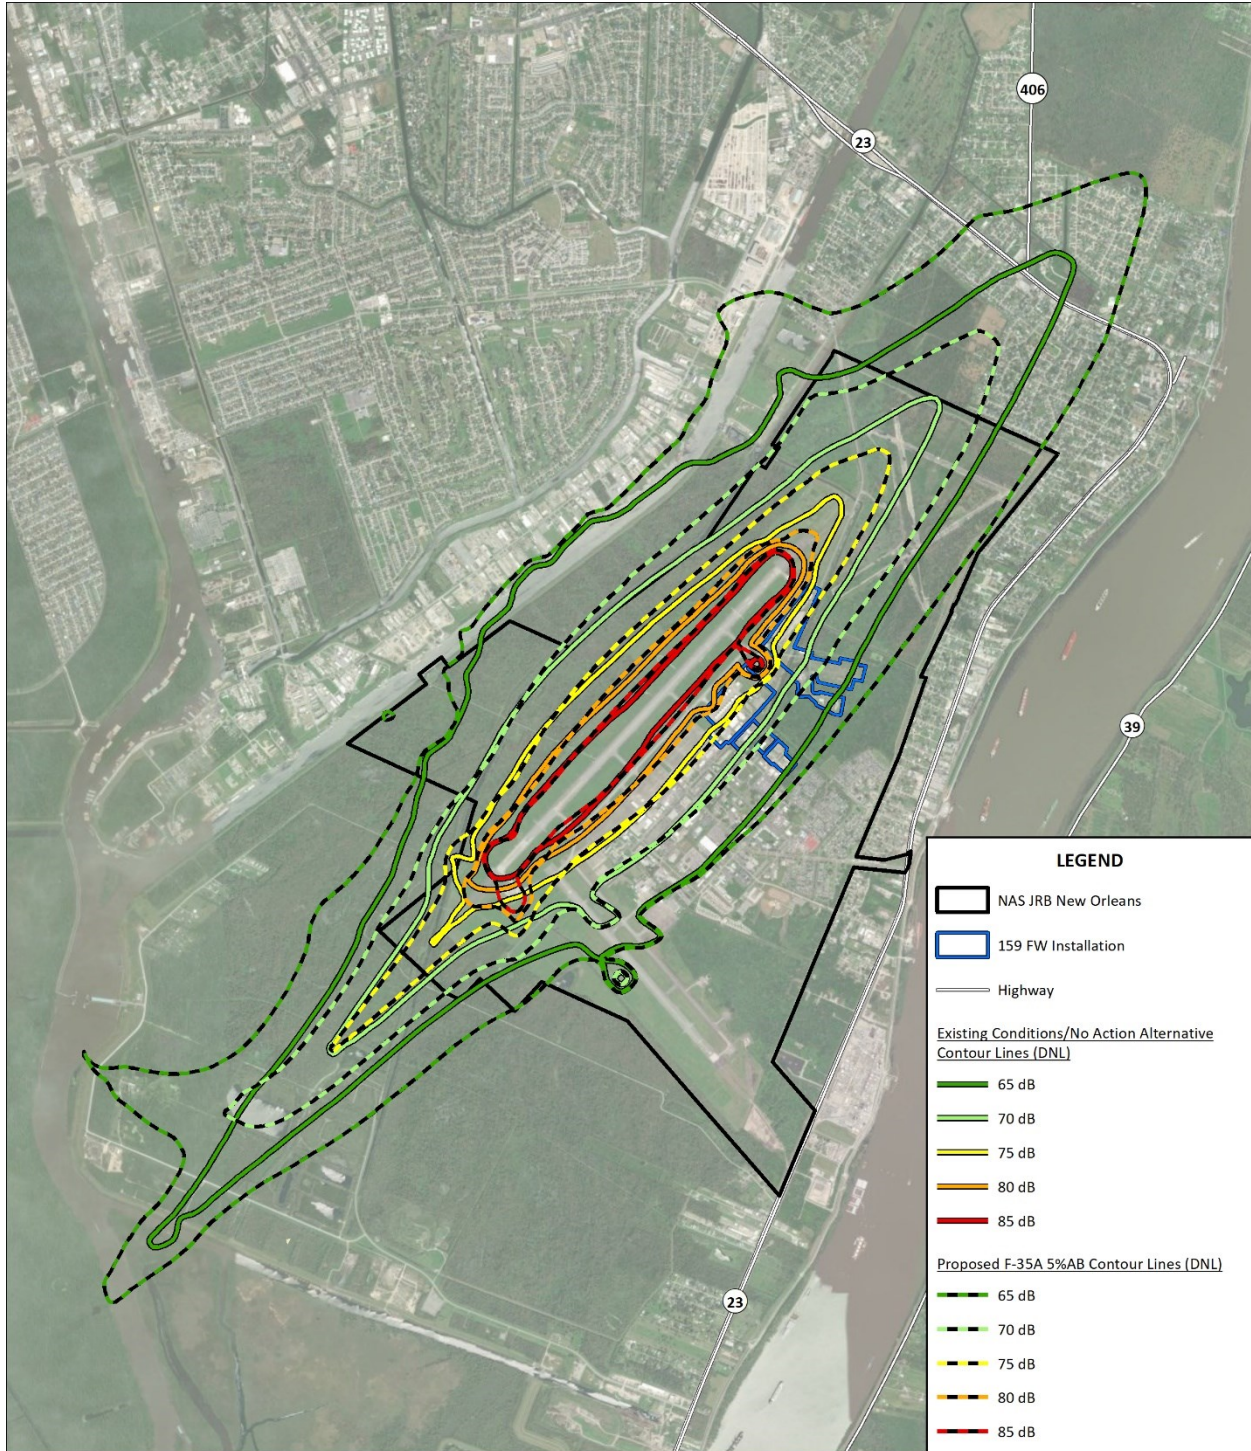 406
23
39
23
LEGEND
NAS JRB New Orleans
159 FW Installation
Highway
Existing Conditions/No Action Alternative
Contour Lines (DNL)
65 dB
70 dB
75 dB
80 dB
85 dB
Proposed F-35A 5%AB Contour Lines (DNL)
65 dB
70 dB
75 dB
80 dB
85 dB